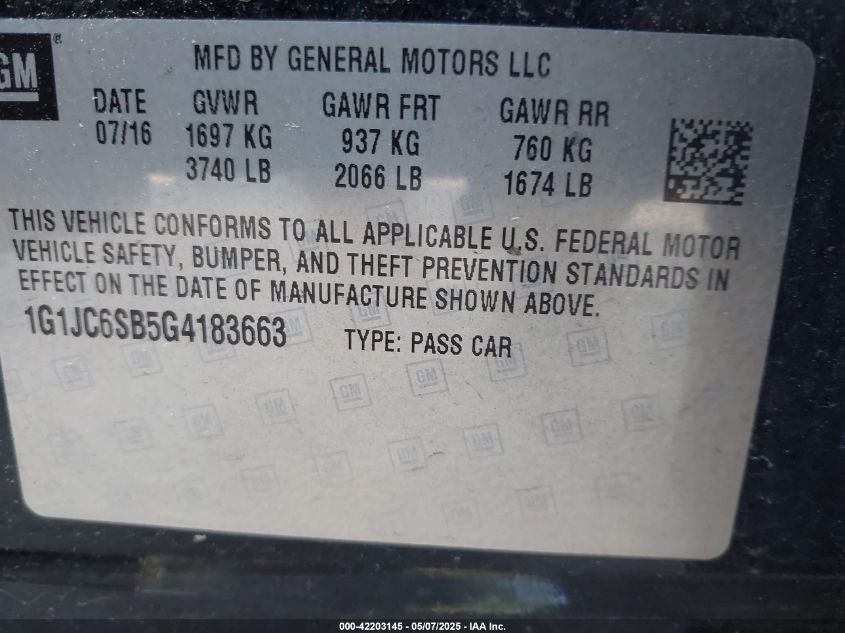 GM®
MFD BY GENERAL MOTORS LLC
DATE GVWR GAWR FRT GAWR RR
07/16 1697 KG 937 KG 760 KG
3740 LB 2066 LB 1674 LB
THIS VEHICLE CONFORMS TO ALL APPLICABLE U.S. FEDERAL MOTOR
VEHICLE SAFETY, BUMPER, AND THEFT PREVENTION STANDARDS IN
EFFECT ON THE DATE OF MANUFACTURE SHOWN ABOVE.
1G1JC6SB5G4183663 TYPE: PASS CAR
000-42203145 - 05/07/2025 - IAA Inc.